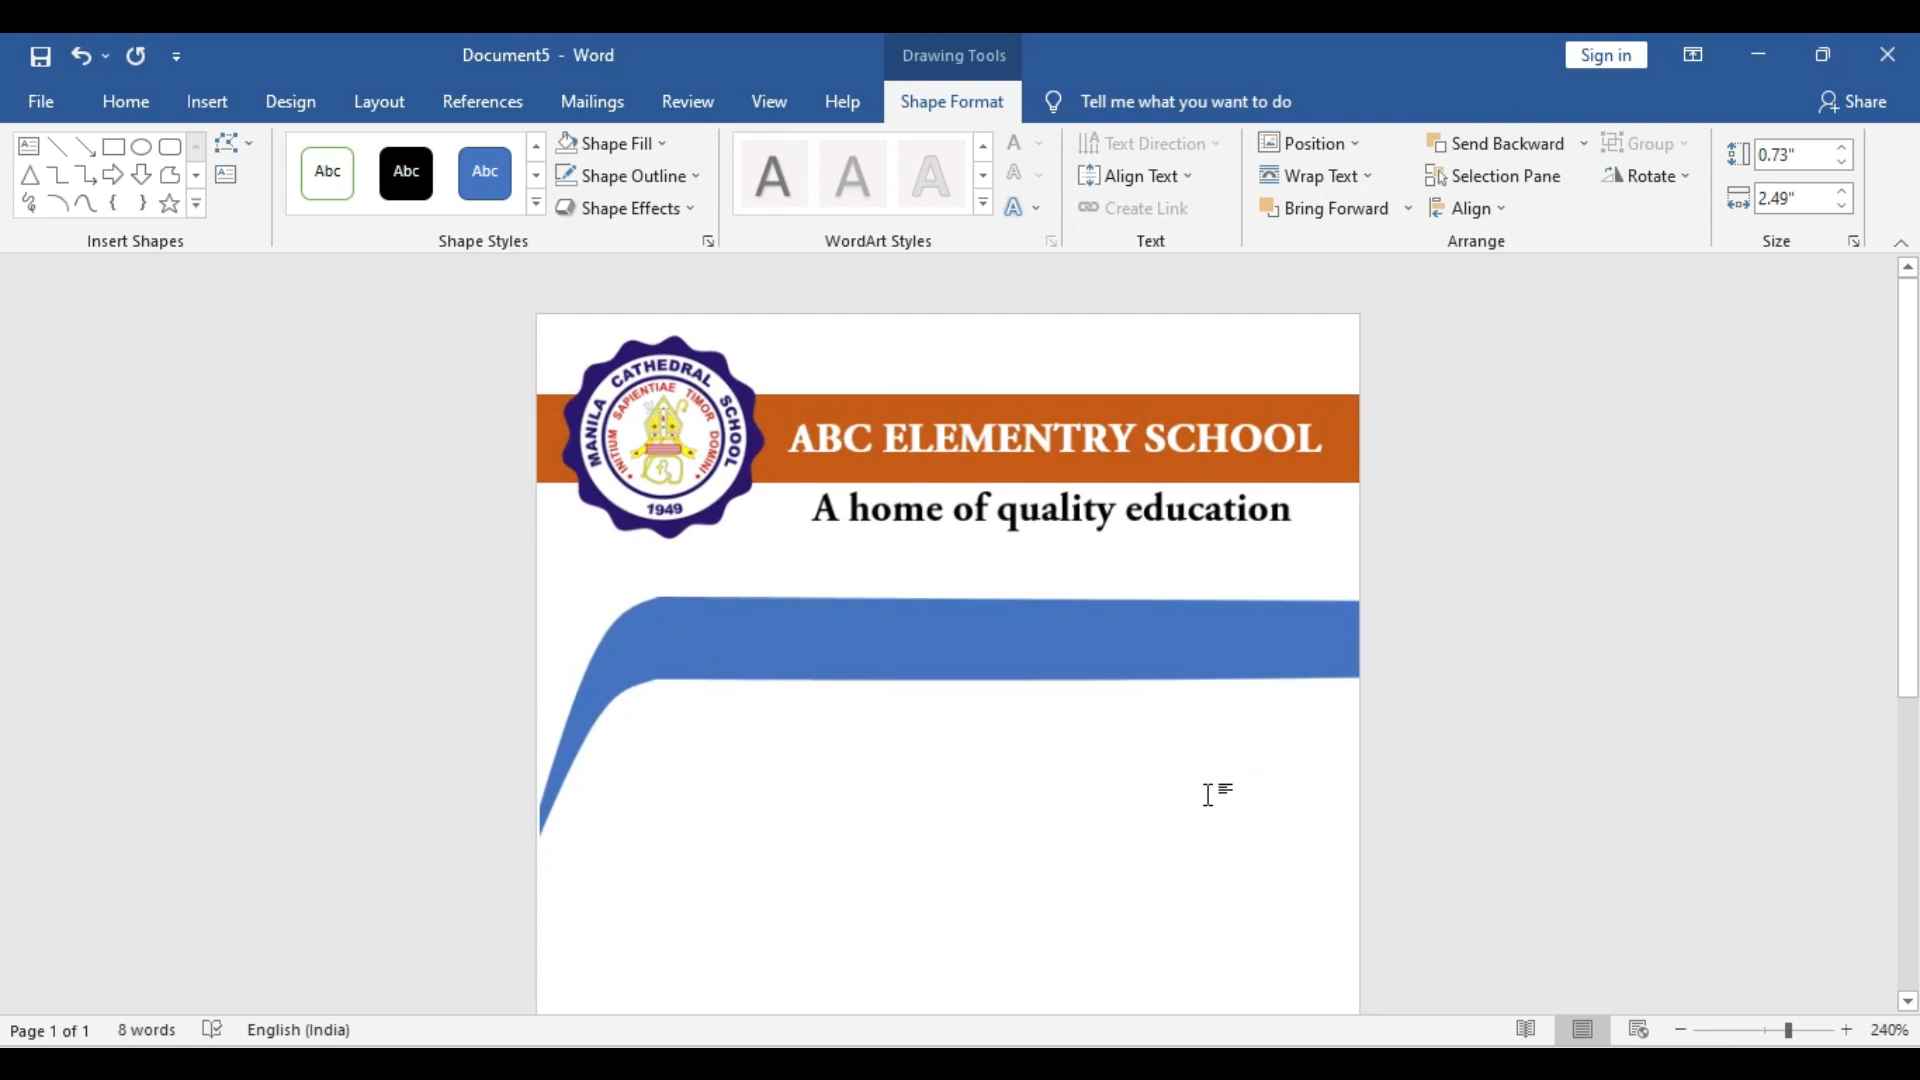 Document5 - Word
Drawing Tools
Sign in
File Home Insert Design Layout References Mailings Review View Help Shape Format Tell me what you want to do Share
Abc Abc Abc
Shape Fill
Shape Outline
Shape Effects
A A A
Text Direction
Align Text
Create Link
Position
Wrap Text
Bring Forward
Send Backward
Selection Pane
Align
Group
Rotate
0.73"
2.49"
Insert Shapes Shape Styles WordArt Styles Text Arrange Size
MANILA CATHEDRAL SCHOOL
INITIUM SAPIENTIAE TIMOR DOMINI
1949
ABC ELEMENTRY SCHOOL
A home of quality education
Page 1 of 1 8 words English (India) 240%